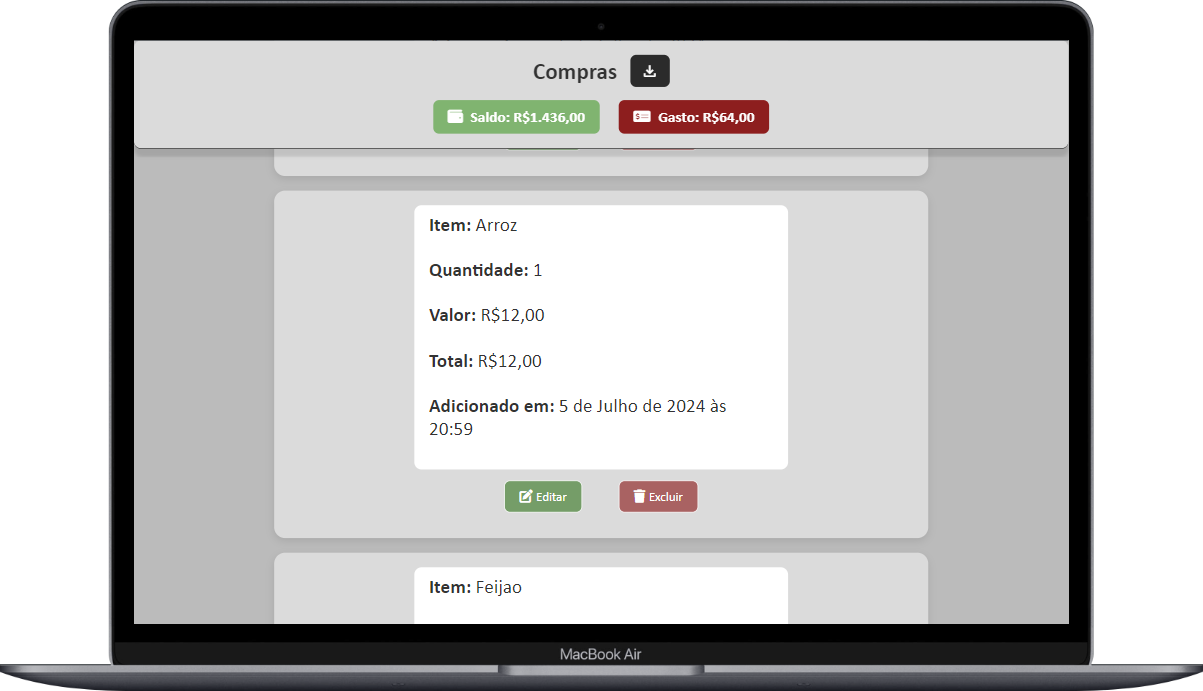 Compras
Saldo: R$1.436,00
Gasto: R$64,00
Item: Arroz
Quantidade: 1
Valor: R$12,00
Total: R$12,00
Adicionado em: 5 de Julho de 2024 às
20:59
Editar
Excluir
Item: Feijao
MacBook Air